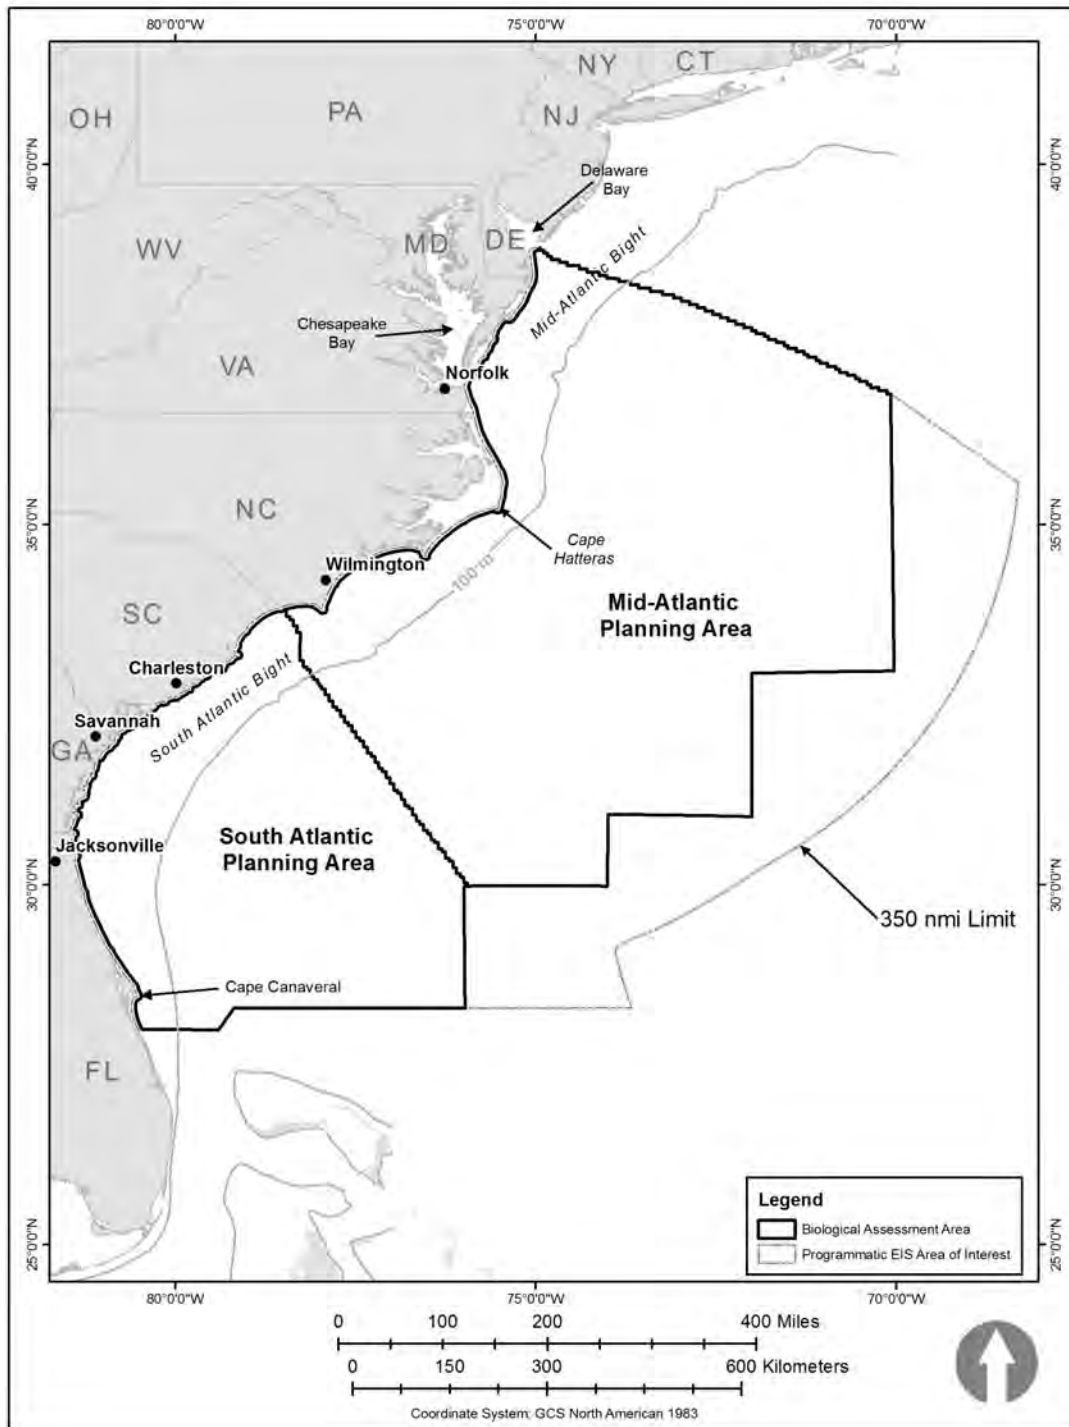 80°0'0"W
75°0'0"W
70°0'0"W
NY
CT
PA
OH
NJ
40°0'0"N
40°0'0"N
Delaware
Bay
WV
MD
DE
Mid-Atlantic Bight
Chesapeake
Bay
VA
Norfolk
NC
35°0'0"N
35°0'0"N
Cape
Hatteras
Wilmington
100 m
Mid-Atlantic
Planning Area
SC
Charleston
South Atlantic Bight
Savannah
GA
South Atlantic
Planning Area
Jacksonville
30°0'0"N
30°0'0"N
350 nmi Limit
Cape Canaveral
FL
Legend
Biological Assessment Area
Programmatic EIS Area of Interest
25°0'0"N
25°0'0"N
80°0'0"W
75°0'0"W
70°0'0"W
0 100 200 400 Miles
0 150 300 600 Kilometers
Coordinate System: GCS North American 1983